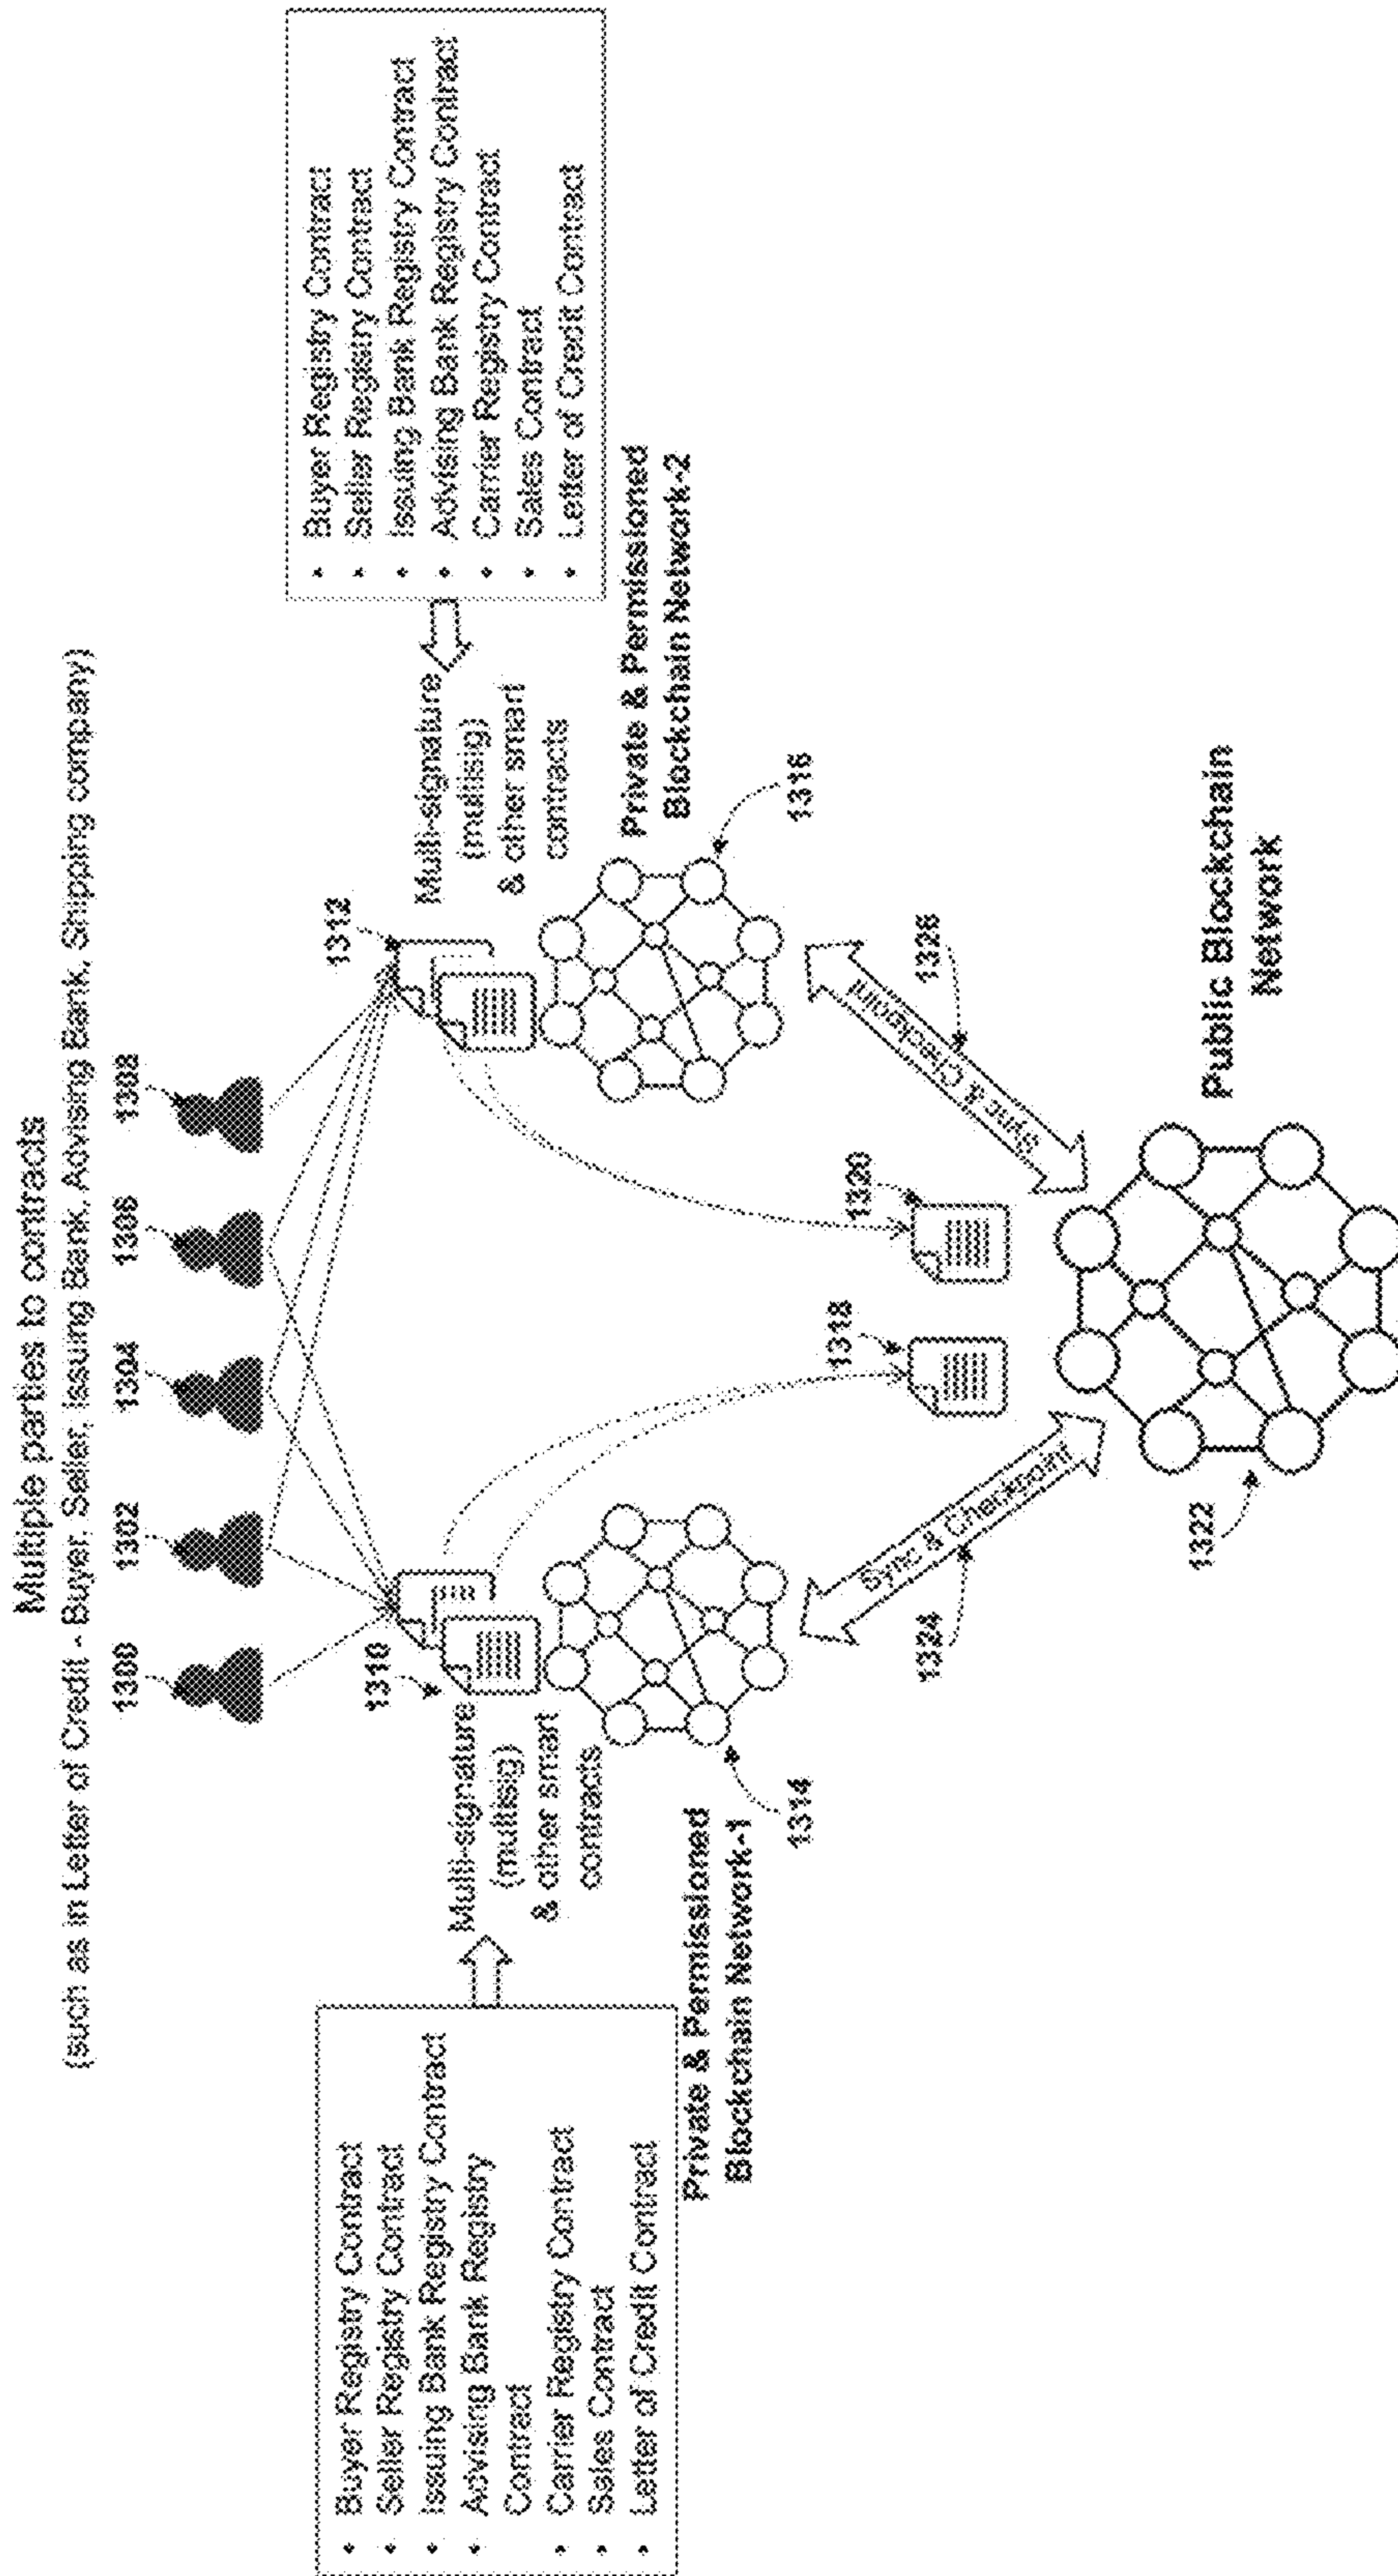 Multiple parties to contracts
(such as in Letter of Credit - Buyer, Seller, Issuing Bank, Advising Bank, Shipping company)
1300
1302
1304
1306
1308
• Buyer Registry Contract
• Seller Registry Contract
• Issuing Bank Registry Contract
• Advising Bank Registry
Contract
• Carrier Registry Contract
• Sales Contract
• Letter of Credit Contract
1310
Multi-signature
(multisig)
& other smart
contracts
Private & Permissioned
Blockchain Network-1
1314
1312
Multi-signature
(multisig)
& other smart
contracts
• Buyer Registry Contract
• Seller Registry Contract
• Issuing Bank Registry Contract
• Advising Bank Registry Contract
• Carrier Registry Contract
• Sales Contract
• Letter of Credit Contract
Private & Permissioned
Blockchain Network-2
1316
1318
1320
Sync & Checkpoint
1324
Sync & Checkpoint
1326
1322
Public Blockchain
Network